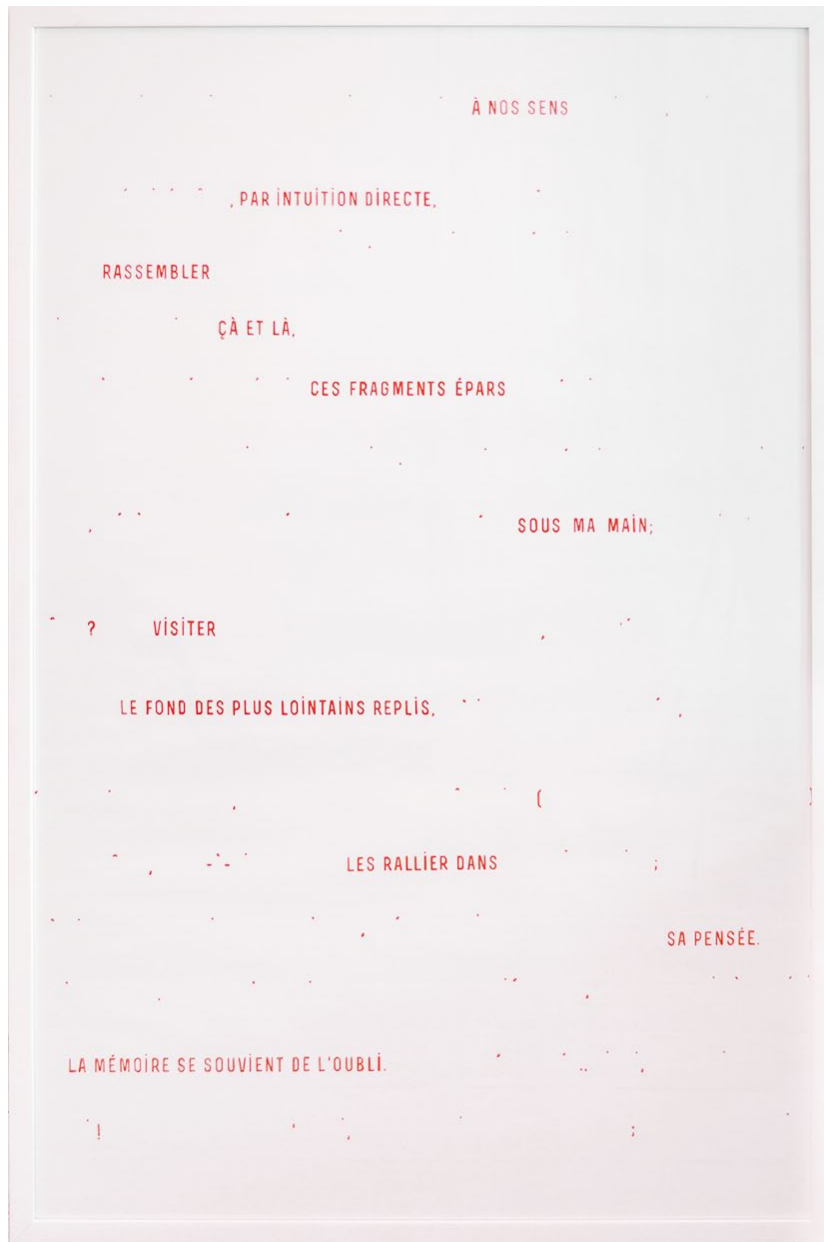 À NOS SENS
, PAR INTUITION DIRECTE,
RASSEMBLER
ÇÀ ET LÀ,
CES FRAGMENTS ÉPARS
SOUS MA MAIN;
? VISITER
LE FOND DES PLUS LOINTAINS REPLIS,
(
)
LES RALLIER DANS
;
SA PENSÉE.
LA MÉMOIRE SE SOUVIENT DE L'OUBLI.
! ;